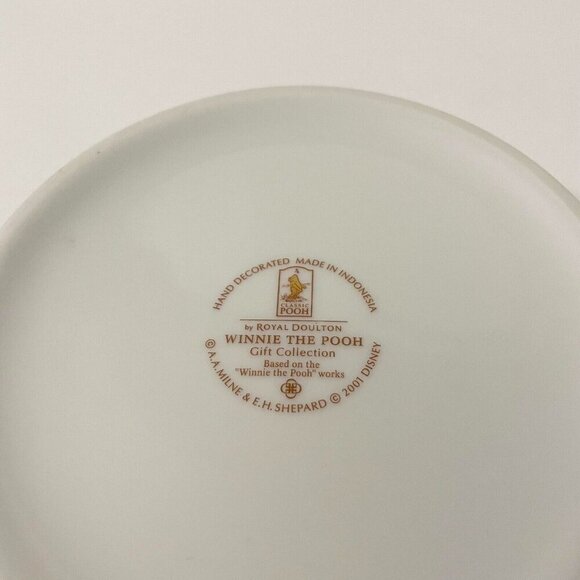 HAND DECORATED MADE IN INDONESIA
A
CLASSIC
POOH
by ROYAL DOULTON
WINNIE THE POOH
Gift Collection
Based on the
"Winnie the Pooh" works
© A.A. MILNE & E.H. SHEPARD © 2001 DISNEY